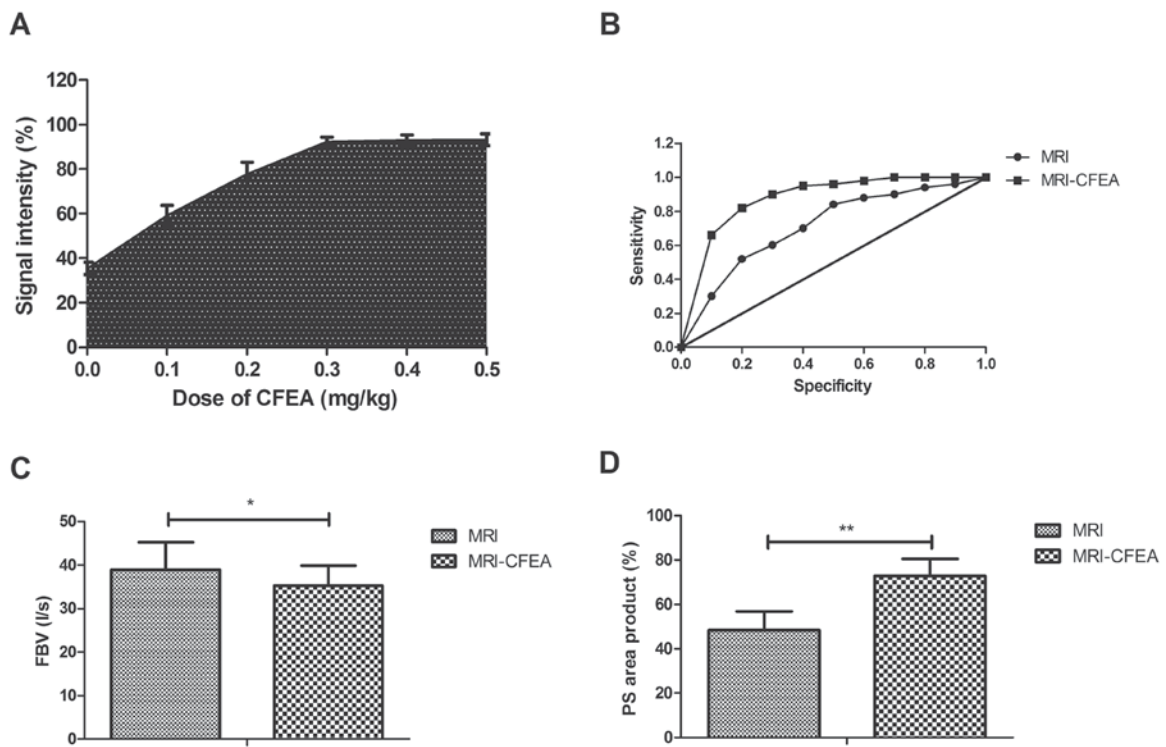 A
Signal intensity (%)
120
100
80
60
40
20
0
0.0 0.1 0.2 0.3 0.4 0.5
Dose of CFEA (mg/kg)
B
Sensitivity
1.2
1.0
0.8
0.6
0.4
0.2
0.0
0.0 0.2 0.4 0.6 0.8 1.0
Specificity
MRI
MRI-CFEA
C
FBV (l/s)
50
40
30
20
10
0
*
MRI
MRI-CFEA
D
PS area product (%)
100
80
60
40
20
0
**
MRI
MRI-CFEA